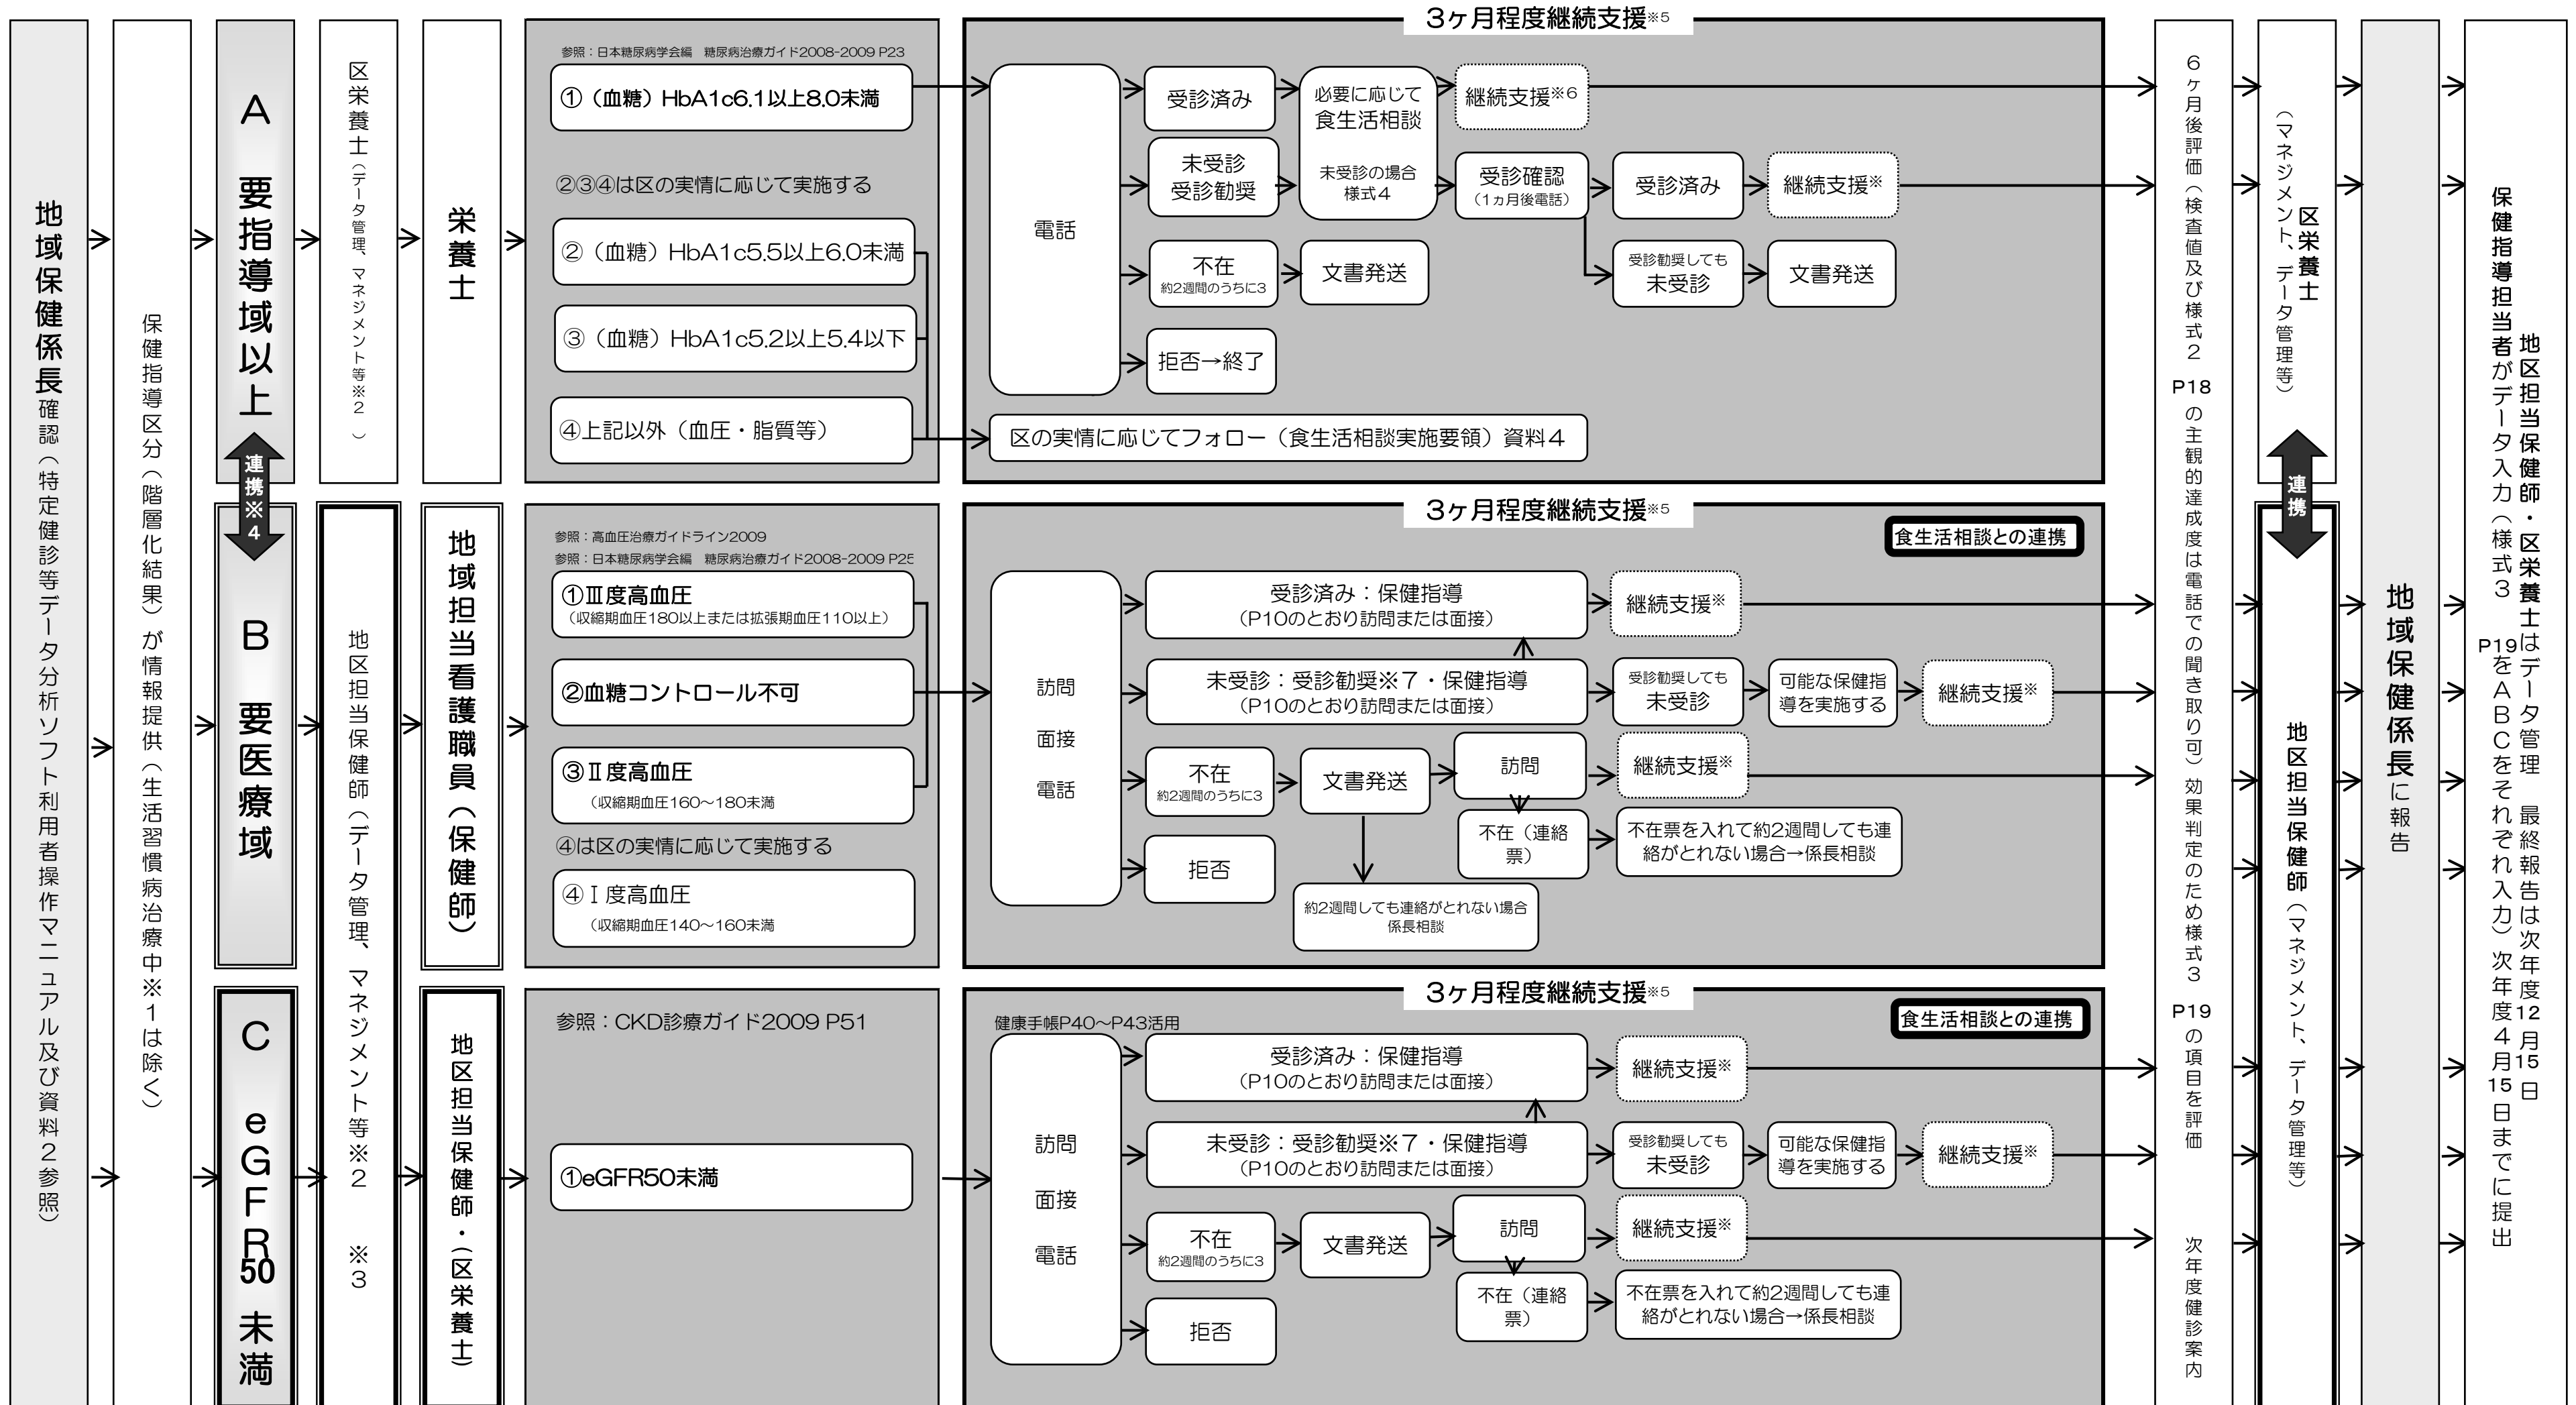 地域保健係長確認（特定健診等データ分析ソフト利用者操作マニュアル及び資料２参照）
保健指導区分（階層化結果）が情報提供（生活習慣病治療中※１は除く）
A　要指導域以上
連携※４
B　要医療域
C　eGFR50未満
区栄養士（データ管理、マネジメント等※２　）
地区担当保健師（データ管理、マネジメント等※２　※３
栄養士
地域担当看護職員（保健師）
地区担当保健師・（区栄養士）
参照：日本糖尿病学会編　糖尿病治療ガイド2008-2009 P23
①（血糖）HbA1c6.1以上8.0未満
②③④は区の実情に応じて実施する
②（血糖）HbA1c5.5以上6.0未満
③（血糖）HbA1c5.2以上5.4以下
④上記以外（血圧・脂質等）
3ヶ月程度継続支援※5
電話
受診済み
未受診
受診勧奨
不在
約2週間のうちに3
拒否→終了
必要に応じて
食生活相談
未受診の場合
様式４
文書発送
継続支援※6
受診確認
（1ヵ月後電話）
受診済み
継続支援※
受診勧奨しても
未受診
文書発送
区の実情に応じてフォロー（食生活相談実施要領）資料４
参照：高血圧治療ガイドライン2009
参照：日本糖尿病学会編　糖尿病治療ガイド2008-2009 P25
①Ⅲ度高血圧
（収縮期血圧180以上または拡張期血圧110以上）
②血糖コントロール不可
③Ⅱ度高血圧
（収縮期血圧160～180未満
④は区の実情に応じて実施する
④Ⅰ度高血圧
（収縮期血圧140～160未満
3ヶ月程度継続支援※5
食生活相談との連携
訪問
面接
電話
受診済み：保健指導
（P10のとおり訪問または面接）
継続支援※
未受診：受診勧奨※７・保健指導
（P10のとおり訪問または面接）
受診勧奨しても
未受診
可能な保健指
導を実施する
継続支援※
不在
約2週間のうちに3
文書発送
訪問
継続支援※
不在（連絡
票）
不在票を入れて約2週間しても連
絡がとれない場合→係長相談
拒否
約2週間しても連絡がとれない場合
係長相談
参照：CKD診療ガイド2009 P51
①eGFR50未満
3ヶ月程度継続支援※5
健康手帳P40～P43活用
食生活相談との連携
訪問
面接
電話
受診済み：保健指導
（P10のとおり訪問または面接）
継続支援※
未受診：受診勧奨※７・保健指導
（P10のとおり訪問または面接）
受診勧奨しても
未受診
可能な保健指
導を実施する
継続支援※
不在
約2週間のうちに3
文書発送
訪問
継続支援※
不在（連絡
票）
不在票を入れて約2週間しても連
絡がとれない場合→係長相談
拒否
６ヶ月後評価（検査値及び様式２　P18の主観的達成度は電話での聞き取り可）効果判定のため様式３　P19の項目を評価　　次年度健診案内
区栄養士
（マネジメント、データ管理等）
連携
地区担当保健師（マネジメント、データ管理等）
地域保健係長に報告
地区担当保健師・区栄養士はデータ管理　最終報告は次年度12月15日
保健指導担当者がデータ入力（様式３　P19をＡＢＣをそれぞれ入力）次年度４月15日までに提出